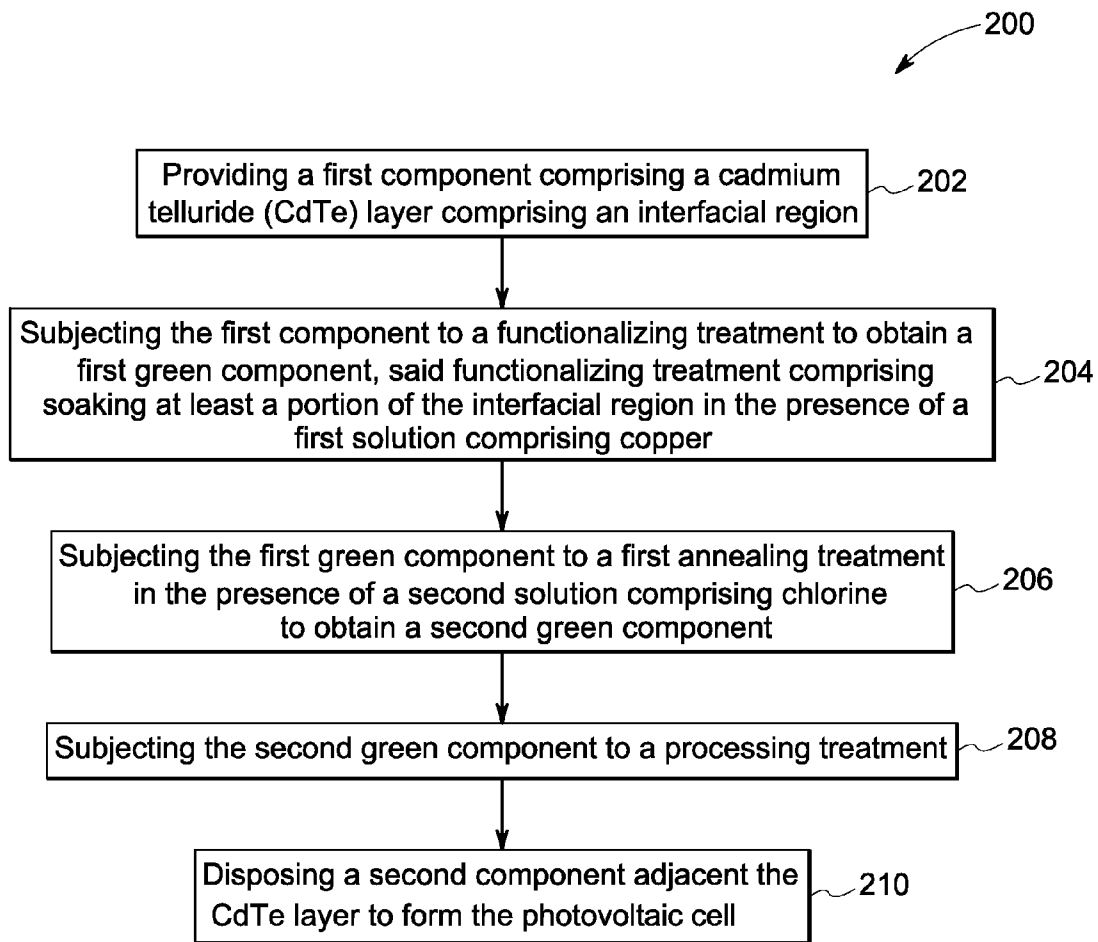 200
Providing a first component comprising a cadmium
telluride (CdTe) layer comprising an interfacial region
202
Subjecting the first component to a functionalizing treatment to obtain a
first green component, said functionalizing treatment comprising
soaking at least a portion of the interfacial region in the presence of a
first solution comprising copper
204
Subjecting the first green component to a first annealing treatment
in the presence of a second solution comprising chlorine
to obtain a second green component
206
Subjecting the second green component to a processing treatment
208
Disposing a second component adjacent the
CdTe layer to form the photovoltaic cell
210